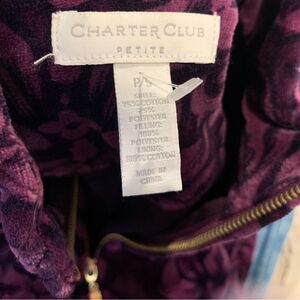 CHARTER CLUB
PETITE
P/S
SHELL:
75% COTTON
25%
POLYESTER
FILLING:
100%
POLYESTER
LINING:
100% COTTON
MADE IN
CHINA